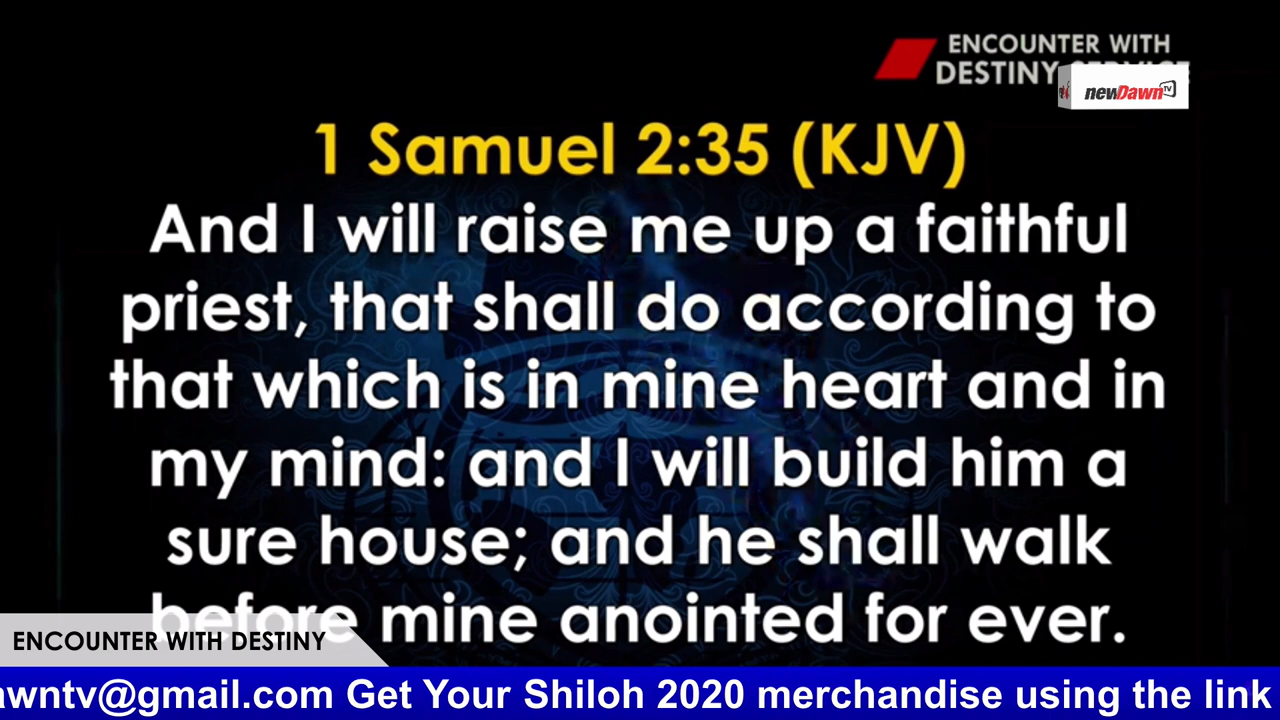 ENCOUNTER WITH
DESTINY SERVICE
newDawn TV
1 Samuel 2:35 (KJV)
And I will raise me up a faithful
priest, that shall do according to
that which is in mine heart and in
my mind: and I will build him a
sure house; and he shall walk
before mine anointed for ever.
ENCOUNTER WITH DESTINY
awntv@gmail.com Get Your Shiloh 2020 merchandise using the link